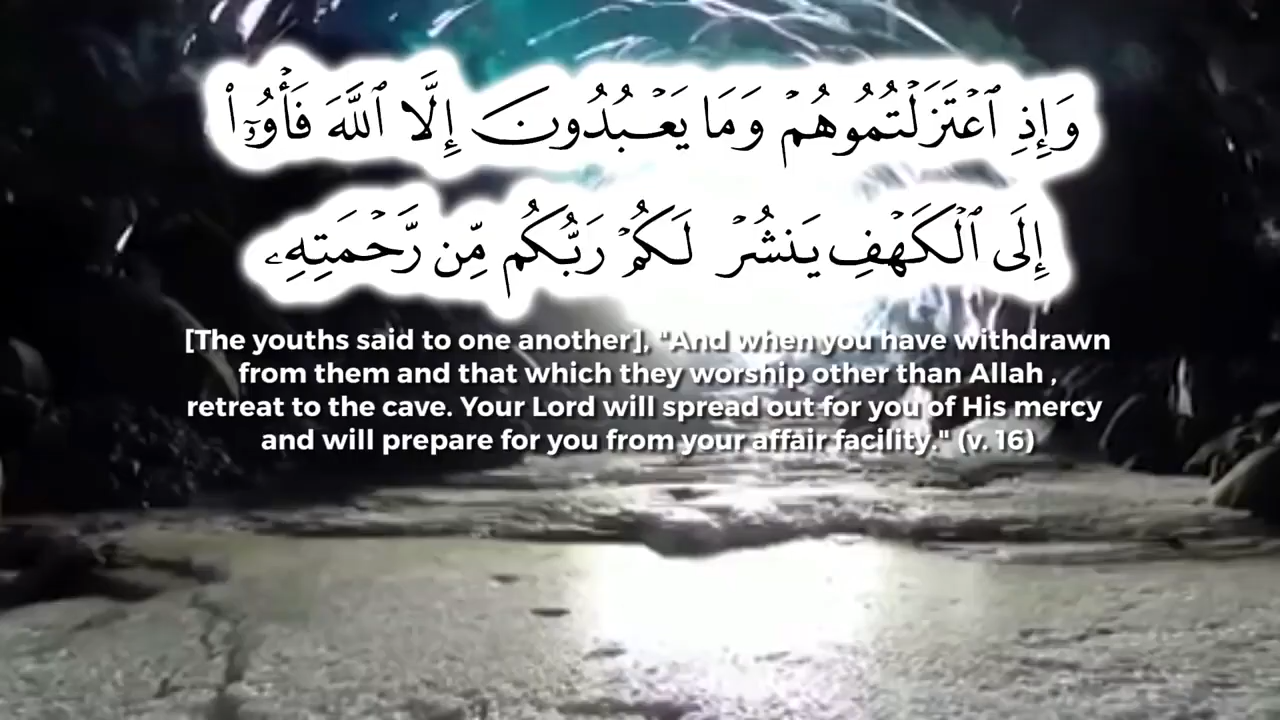 وَإِذِ ٱعْتَزَلْتُمُوهُمْ وَمَا يَعْبُدُونَ إِلَّا ٱللَّهَ فَأْوُۥٓا۟
إِلَى ٱلْكَهْفِ يَنشُرْ لَكُمْ رَبُّكُم مِّن رَّحْمَتِهِۦ
[The youths said to one another], "And when you have withdrawn
from them and that which they worship other than Allah ,
retreat to the cave. Your Lord will spread out for you of His mercy
and will prepare for you from your affair facility." (v. 16)